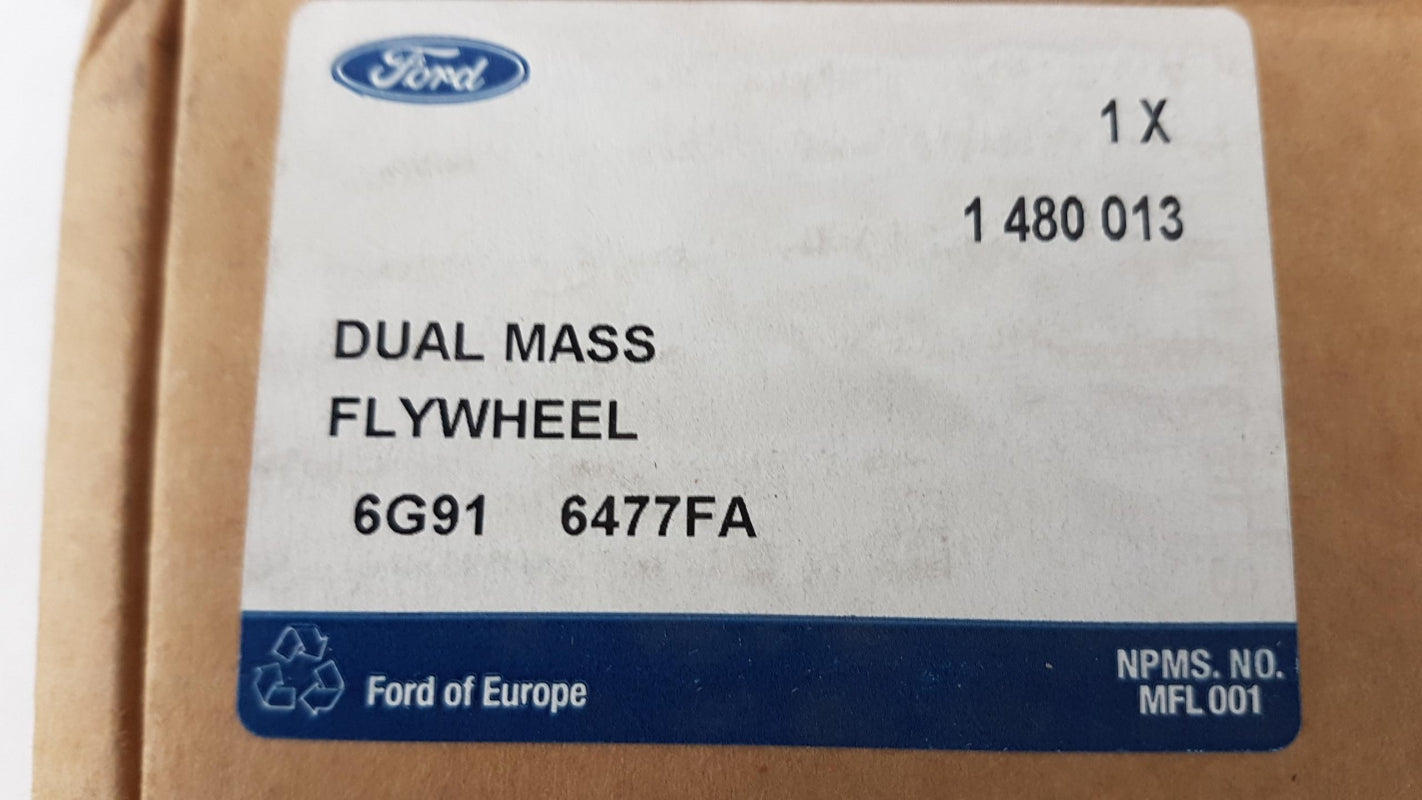 Ford
1 X
1 480 013
DUAL MASS
FLYWHEEL
6G91 6477FA
Ford of Europe
NPMS. NO.
MFL 001